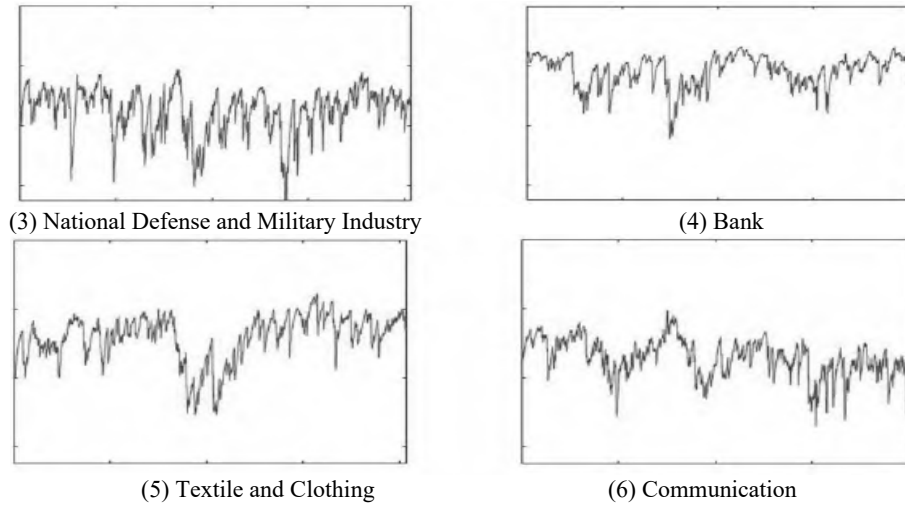 (3) National Defense and Military Industry
(4) Bank
(5) Textile and Clothing
(6) Communication